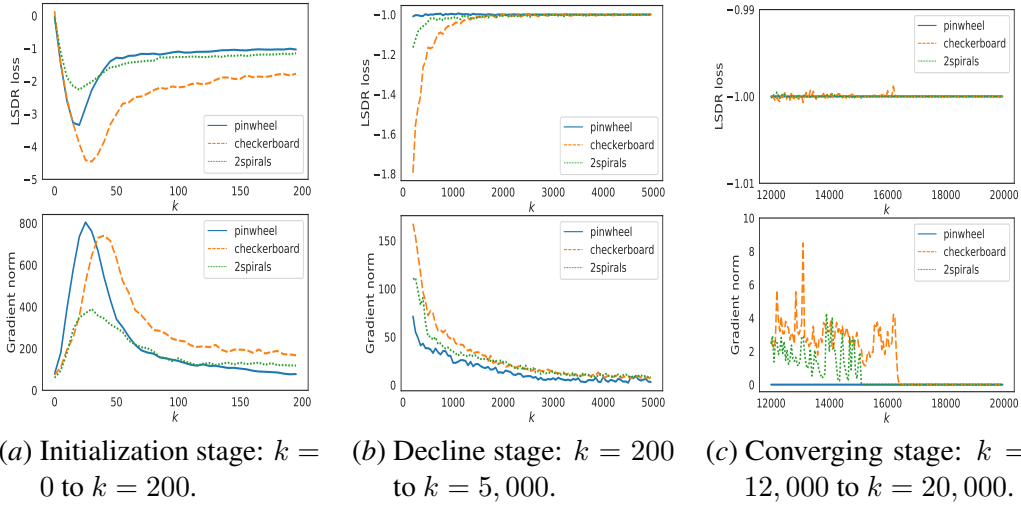 0
−1
−2
−3
−4
−5
LSDR loss
pinwheel
checkerboard
2spirals
0 50 100 150 200
k
−1.0
−1.2
−1.4
−1.6
−1.8
LSDR loss
pinwheel
checkerboard
2spirals
0 1000 2000 3000 4000 5000
k
−0.99
−1.00
−1.01
LSDR loss
pinwheel
checkerboard
2spirals
12000 14000 16000 18000 20000
k
800
600
400
200
0
Gradient norm
pinwheel
checkerboard
2spirals
0 50 100 150 200
k
150
100
50
0
Gradient norm
pinwheel
checkerboard
2spirals
0 1000 2000 3000 4000 5000
k
10
8
6
4
2
0
Gradient norm
pinwheel
checkerboard
2spirals
12000 14000 16000 18000 20000
k
(a) Initialization stage: k =
0 to k = 200.
(b) Decline stage: k = 200
to k = 5,000.
(c) Converging stage: k =
12,000 to k = 20,000.